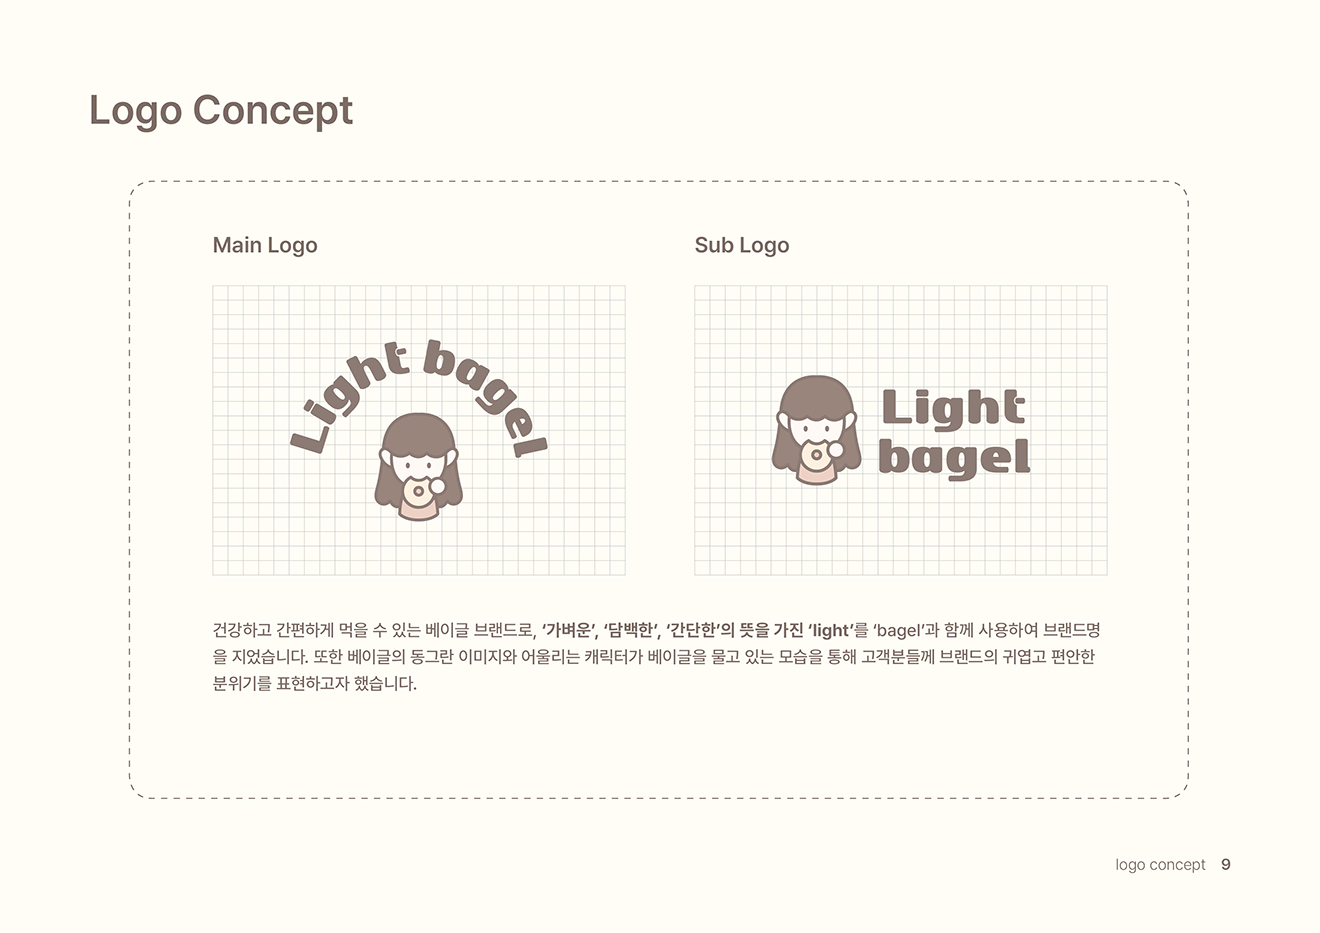 Logo Concept
Main Logo
Sub Logo
Light bagel
Light
bagel
건강하고 간편하게 먹을 수 있는 베이글 브랜드로, ‘가벼운’, ‘담백한’, ‘간단한’의 뜻을 가진 ‘light’를 ‘bagel’과 함께 사용하여 브랜드명
을 지었습니다. 또한 베이글의 동그란 이미지와 어울리는 캐릭터가 베이글을 물고 있는 모습을 통해 고객분들께 브랜드의 귀엽고 편안한
분위기를 표현하고자 했습니다.
logo concept 9